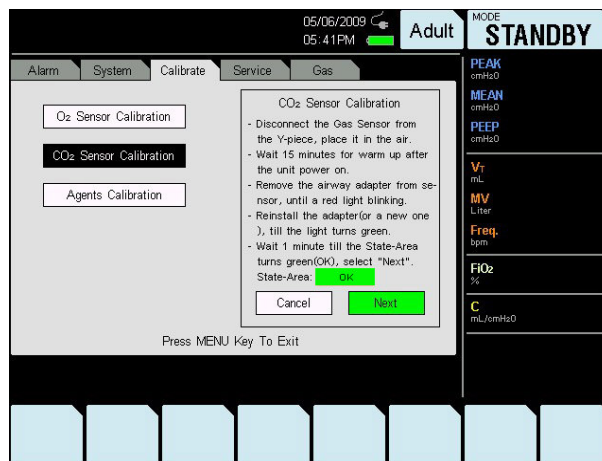 05/06/2009
05:41PM
Adult
MODE
STANDBY
Alarm System Calibrate Service Gas
O₂ Sensor Calibration
CO₂ Sensor Calibration
Agents Calibration
CO₂ Sensor Calibration
- Disconnect the Gas Sensor from
the Y-piece, place it in the air.
- Wait 15 minutes for warm up after
the unit power on.
- Remove the airway adapter from se-
nsor, until a red light blinking.
- Reinstall the adapter(or a new one
), till the light turns green.
- Wait 1 minute till the State-Area
turns green(OK), select "Next".
State-Area: OK
Cancel Next
Press MENU Key To Exit
PEAK
cmH2O
MEAN
cmH2O
PEEP
cmH2O
VT
mL
MV
Liter
Freq.
bpm
FiO₂
%
C
mL/cmH2O